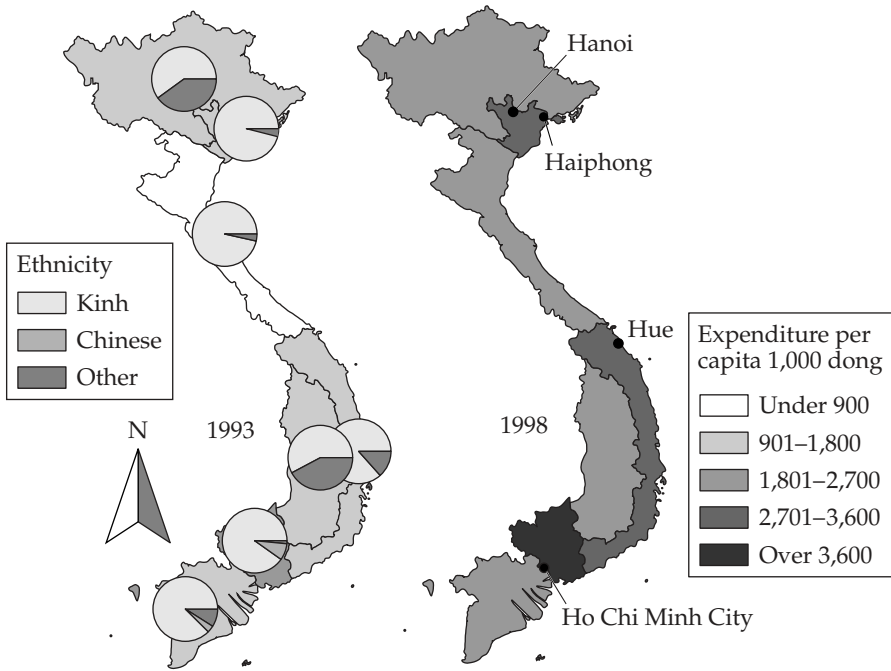 Hanoi
Haiphong
Ethnicity
Kinh
Chinese
Other
Hue
Expenditure per
capita 1,000 dong
Under 900
901–1,800
1,801–2,700
2,701–3,600
Over 3,600
N
1993
1998
Ho Chi Minh City